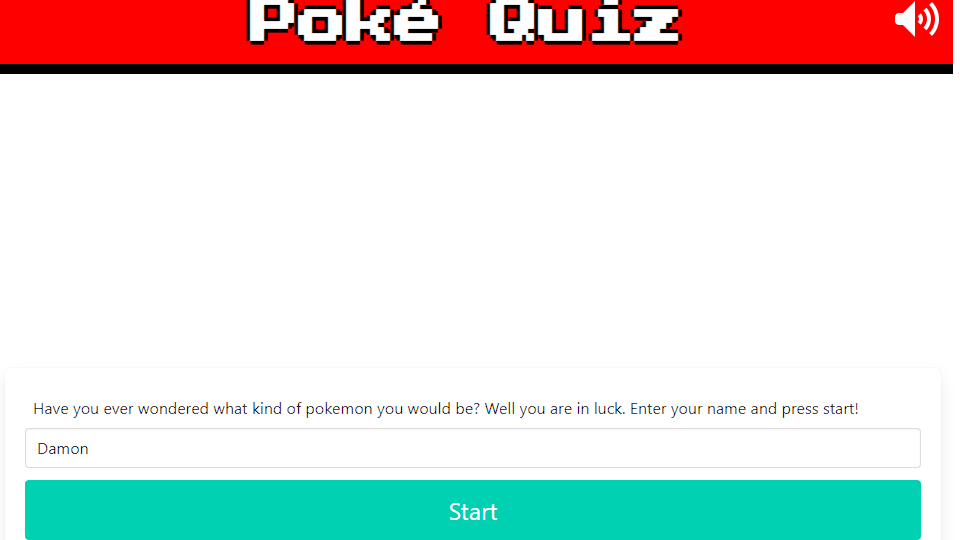 Poké Quiz
Have you ever wondered what kind of pokemon you would be? Well you are in luck. Enter your name and press start!
Damon
Start